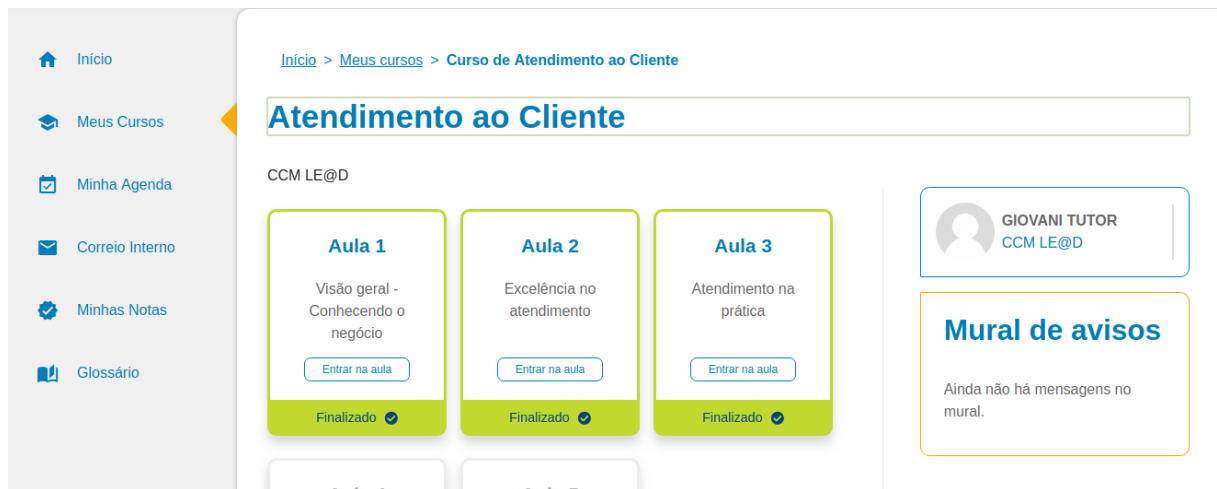 Início
Meus Cursos
Minha Agenda
Correio Interno
Minhas Notas
Glossário
Início > Meus cursos > Curso de Atendimento ao Cliente
Atendimento ao Cliente
CCM LE@D
Aula 1
Visão geral -
Conhecendo o
negócio
Entrar na aula
Finalizado
Aula 2
Excelência no
atendimento
Entrar na aula
Finalizado
Aula 3
Atendimento na
prática
Entrar na aula
Finalizado
GIOVANI TUTOR
CCM LE@D
Mural de avisos
Ainda não há mensagens no
mural.